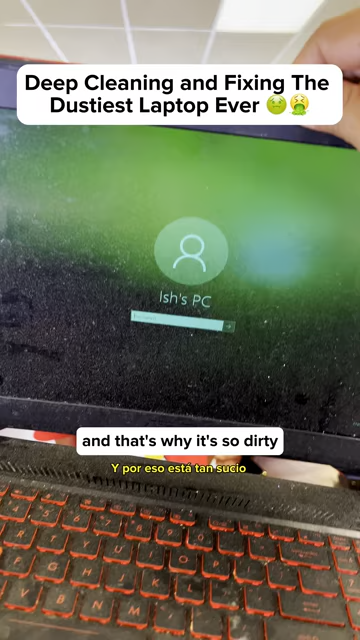 Deep Cleaning and Fixing The
Dustiest Laptop Ever 🤢🤮
Ish's PC
and that's why it's so dirty
Y por eso está tan sucio
E R T Y U I O P
F G H J K L
C V B N M